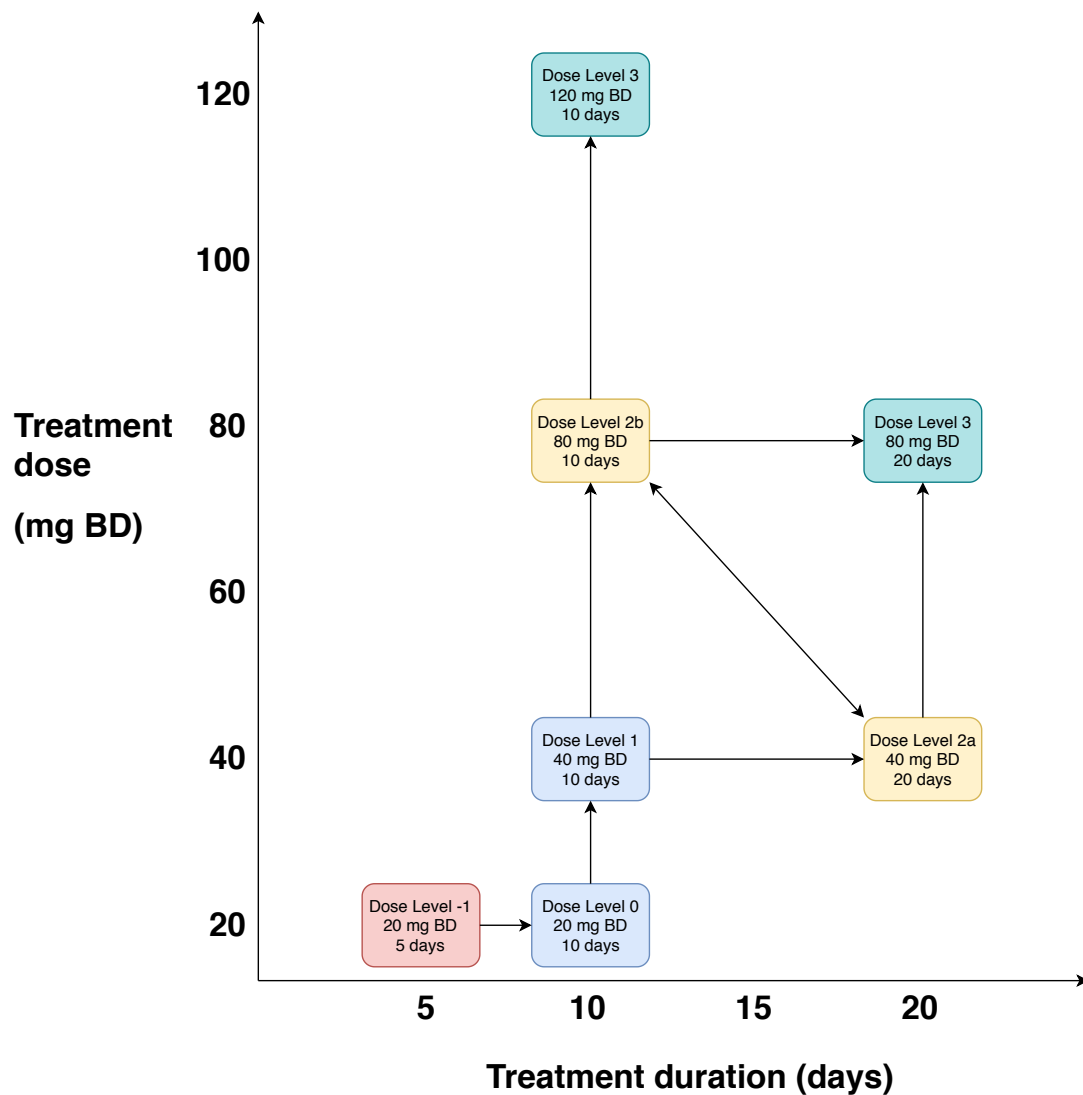 Dose Level 3
120 mg BD
10 days
120
100
Treatment
dose
(mg BD)
80
Dose Level 2b
80 mg BD
10 days
Dose Level 3
80 mg BD
20 days
60
40
Dose Level 1
40 mg BD
10 days
Dose Level 2a
40 mg BD
20 days
20
Dose Level -1
20 mg BD
5 days
Dose Level 0
20 mg BD
10 days
5 10 15 20
Treatment duration (days)